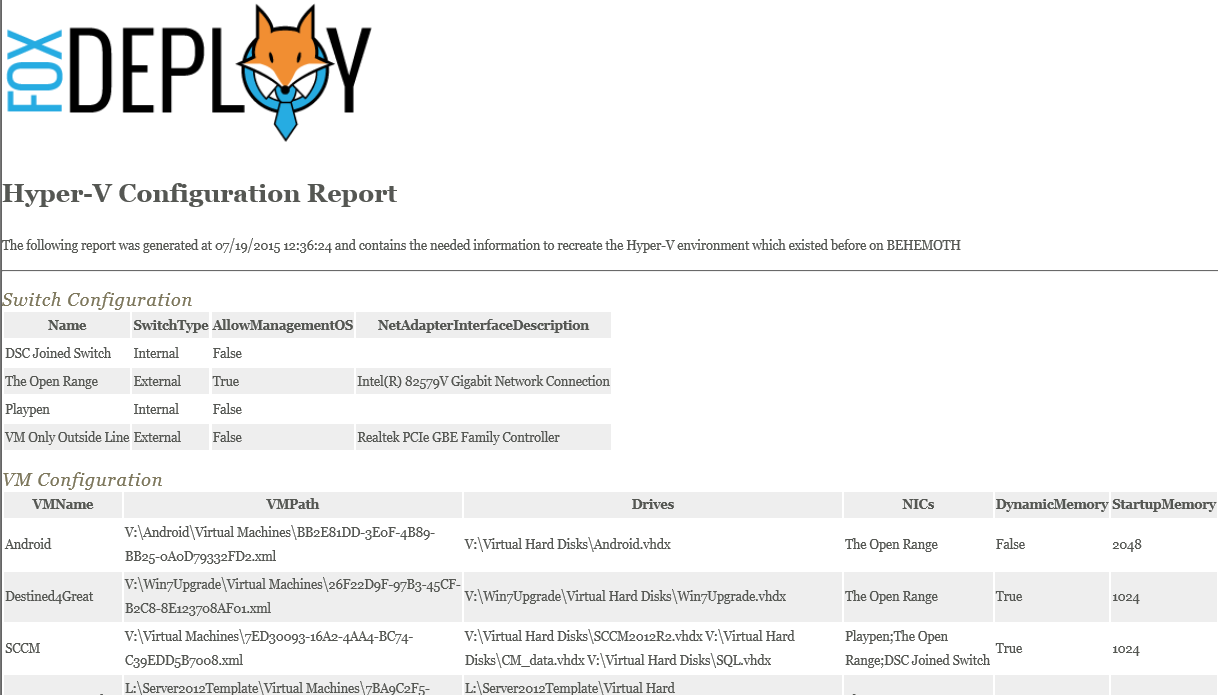 FOX DEPLOY
Hyper-V Configuration Report
The following report was generated at 07/19/2015 12:36:24 and contains the needed information to recreate the Hyper-V environment which existed before on BEHEMOTH
Switch Configuration
Name SwitchType AllowManagementOS NetAdapterInterfaceDescription
DSC Joined Switch Internal False
The Open Range External True Intel(R) 82579V Gigabit Network Connection
Playpen Internal False
VM Only Outside Line External False Realtek PCIe GBE Family Controller
VM Configuration
VMName VMPath Drives NICs DynamicMemory StartupMemory
Android V:\Android\Virtual Machines\BB2E81DD-3E0F-4B89-
BB25-0A0D79332FD2.xml V:\Virtual Hard Disks\Android.vhdx The Open Range False 2048
Destined4Great V:\Win7Upgrade\Virtual Machines\26F22D9F-97B3-45CF-
B2C8-8E123708AF01.xml V:\Win7Upgrade\Virtual Hard Disks\Win7Upgrade.vhdx The Open Range True 1024
SCCM V:\Virtual Machines\7ED30093-16A2-4AA4-BC74-
C39EDD5B7008.xml V:\Virtual Hard Disks\SCCM2012R2.vhdx V:\Virtual Hard
Disks\CM_data.vhdx V:\Virtual Hard Disks\SQL.vhdx Playpen;The Open
Range;DSC Joined Switch True 1024
L:\Server2012Template\Virtual Machines\7BA9C2F5- L:\Server2012Template\Virtual Hard